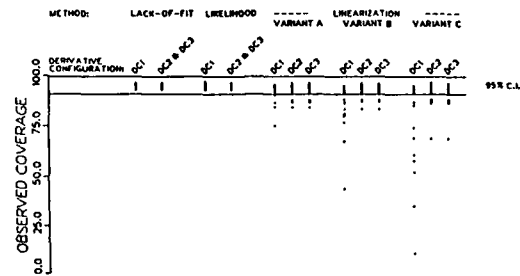 METHOD: LACK-OF-FIT LIKELIHOOD LINEARIZATION
VARIANT A VARIANT B VARIANT C
DERIVATIVE CONFIGURATION: DC1 DC2 & DC3 DC1 DC2 & DC3 DC1 DC2 DC3 DC1 DC2 DC3 DC1 DC2 DC3
95% C.I.
OBSERVED COVERAGE
100.0
75.0
50.0
25.0
0.0